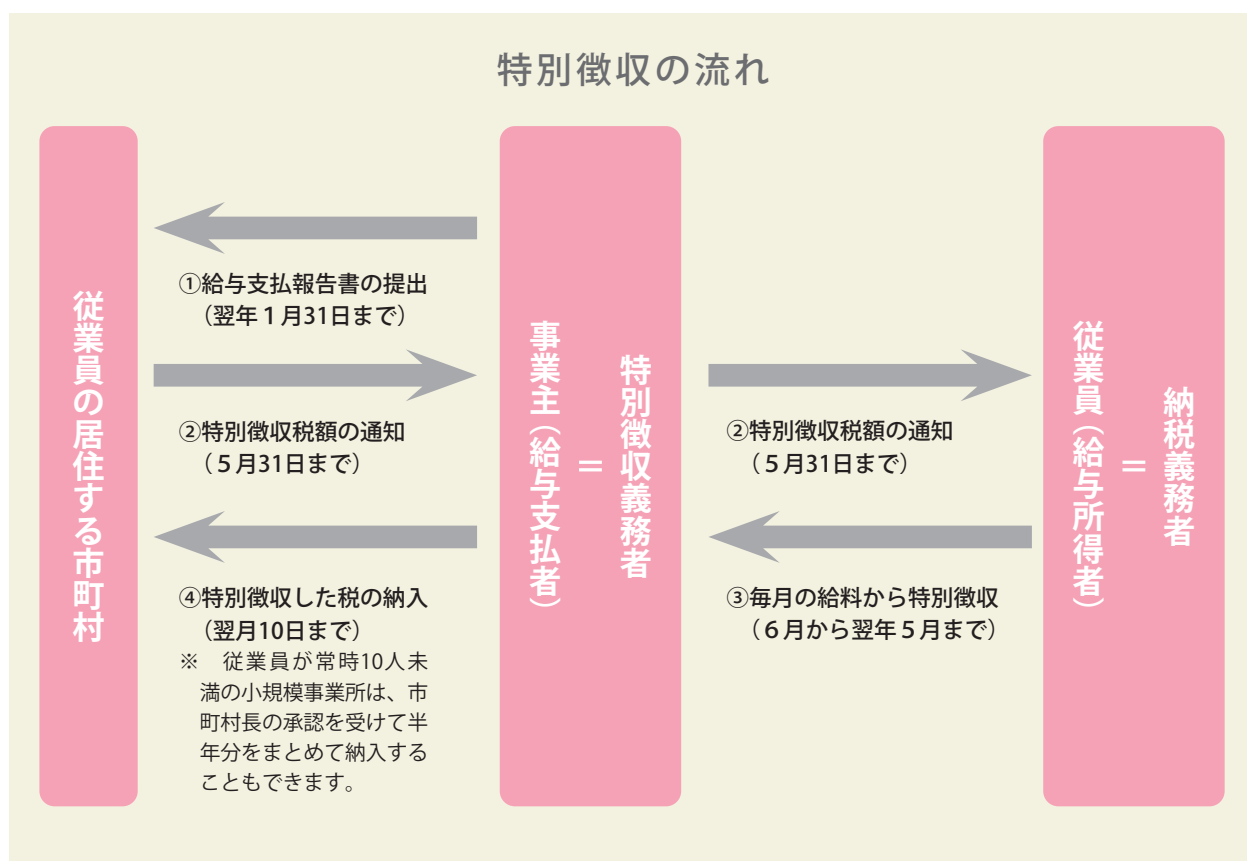 特別徴収の流れ
従業員の居住する市町村
①給与支払報告書の提出
（翌年１月31日まで）
②特別徴収税額の通知
（５月31日まで）
④特別徴収した税の納入
（翌月10日まで）
※　従業員が常時10人未
満の小規模事業所は、市
町村長の承認を受けて半
年分をまとめて納入する
こともできます。
事業主（給与支払者）
＝
特別徴収義務者
②特別徴収税額の通知
（５月31日まで）
③毎月の給料から特別徴収
（６月から翌年５月まで）
従業員（給与所得者）
＝
納税義務者